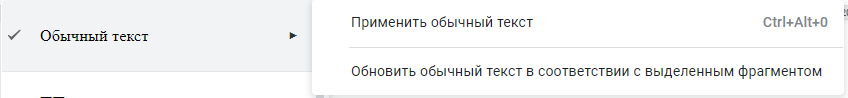 Обычный текст
Применить обычный текст Ctrl+Alt+0
Обновить обычный текст в соответствии с выделенным фрагментом